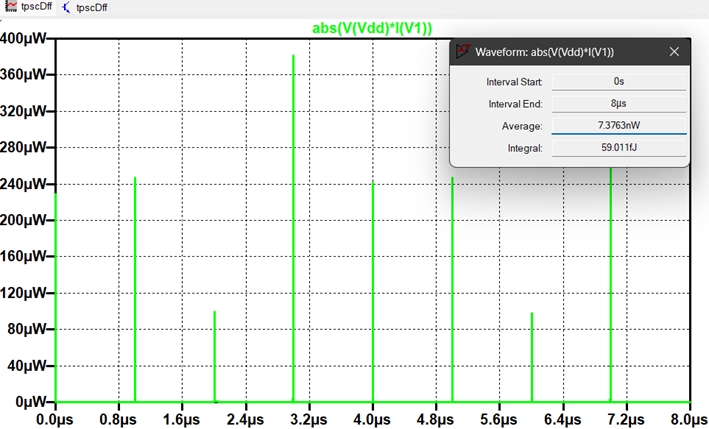 tpscDff tpscDff
abs(V(Vdd)*I(V1))
Waveform: abs(V(Vdd)*I(V1))
Interval Start: 0s
Interval End: 8µs
Average: 7.3763nW
Integral: 59.011fJ
400µW
360µW
320µW
280µW
240µW
200µW
160µW
120µW
80µW
40µW
0µW
0.0µs 0.8µs 1.6µs 2.4µs 3.2µs 4.0µs 4.8µs 5.6µs 6.4µs 7.2µs 8.0µs